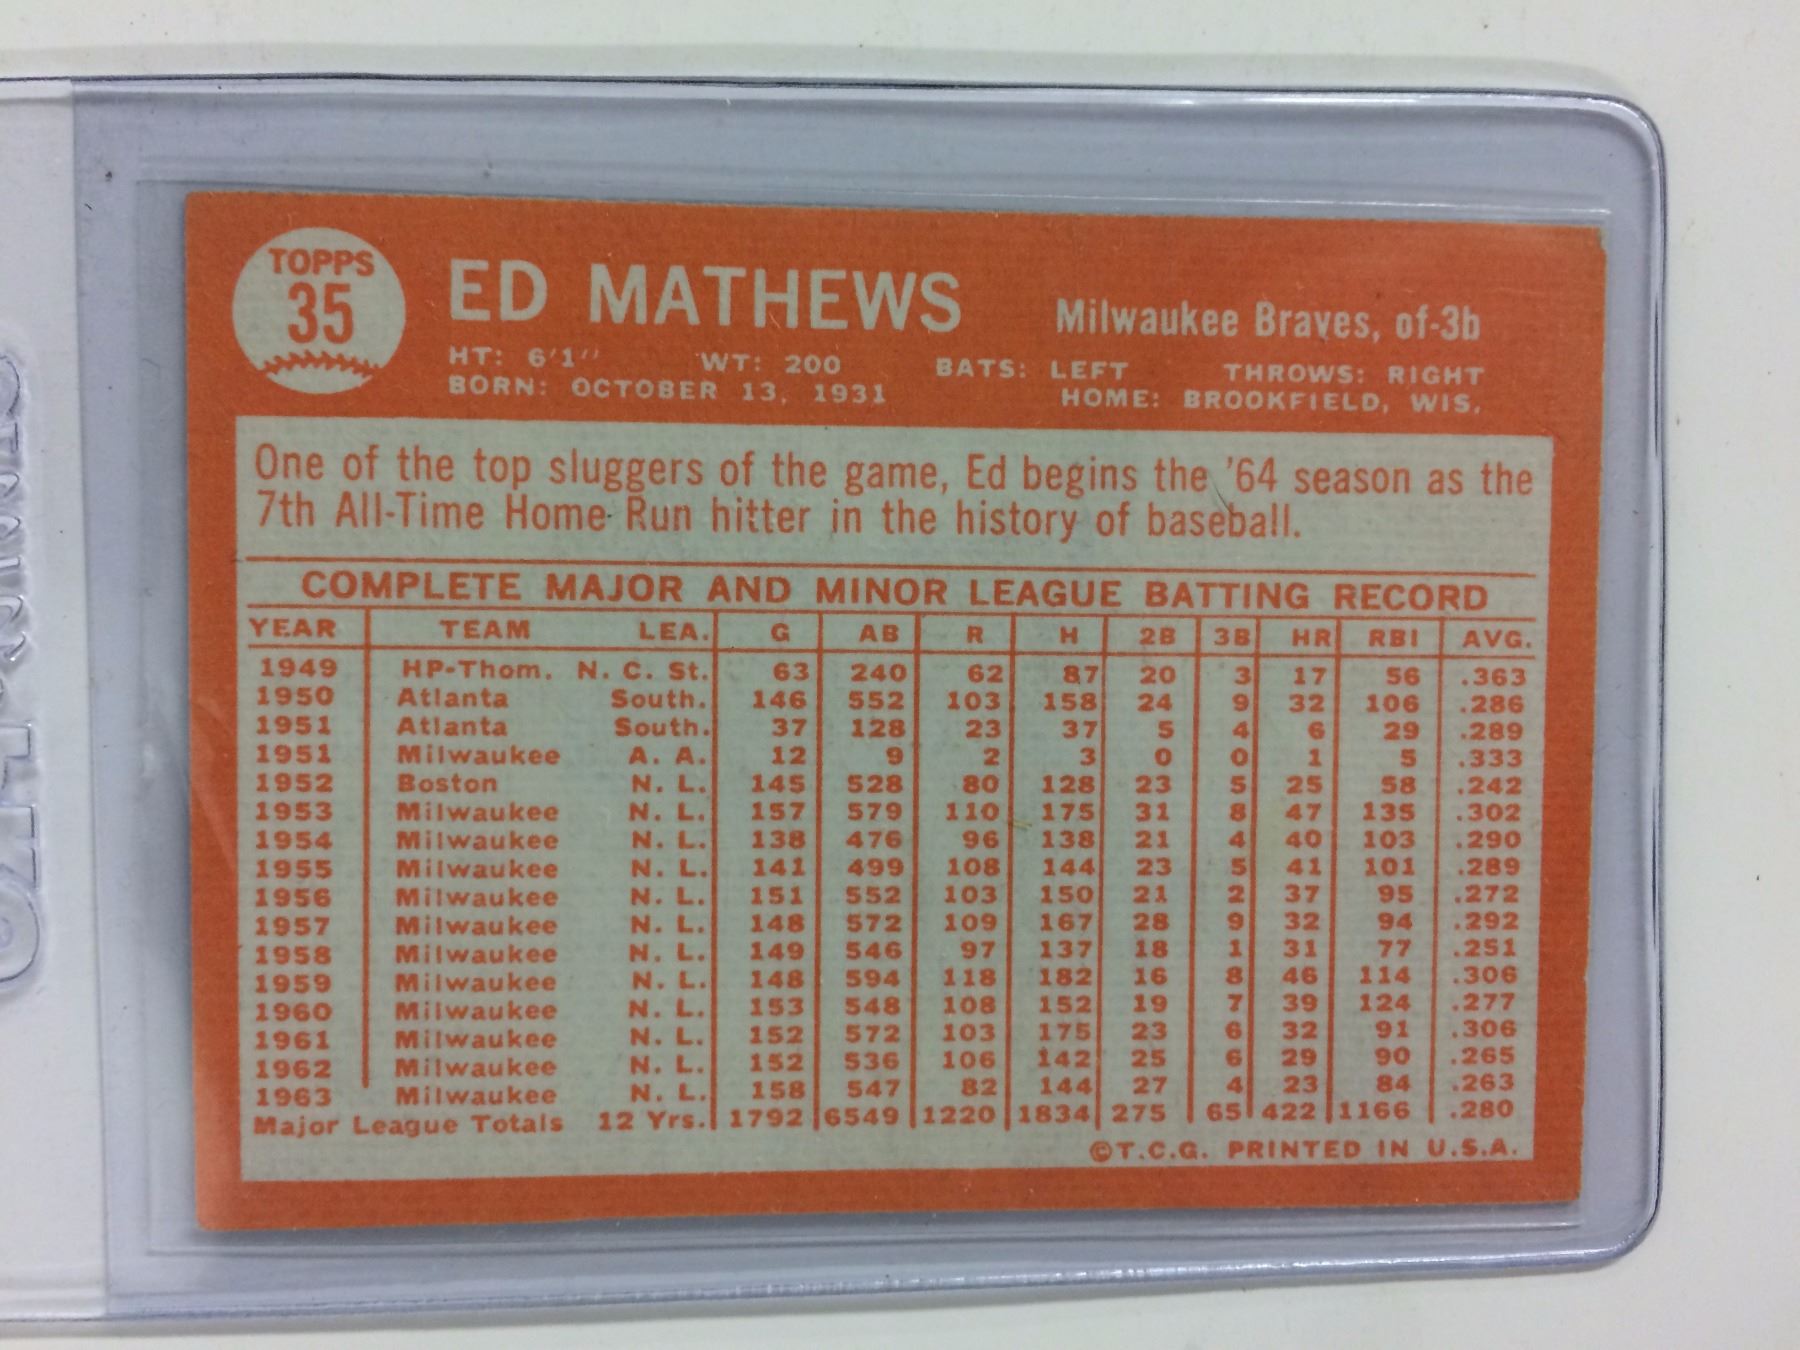 TOPPS
35
ED MATHEWS
Milwaukee Braves, of-3b
HT: 6'1" WT: 200 BATS: LEFT THROWS: RIGHT
BORN: OCTOBER 13, 1931 HOME: BROOKFIELD, WIS.
One of the top sluggers of the game, Ed begins the '64 season as the
7th All-Time Home Run hitter in the history of baseball.
COMPLETE MAJOR AND MINOR LEAGUE BATTING RECORD
YEAR TEAM LEA. G AB R H 2B 3B HR RBI AVG.
1949 HP-Thom. N. C. St. 63 240 62 87 20 3 17 56 .363
1950 Atlanta South. 146 552 103 158 24 9 32 106 .286
1951 Atlanta South. 37 128 23 37 5 4 6 29 .289
1951 Milwaukee A. A. 12 9 2 3 0 0 1 5 .333
1952 Boston N. L. 145 528 80 128 23 5 25 58 .242
1953 Milwaukee N. L. 157 579 110 175 31 8 47 135 .302
1954 Milwaukee N. L. 138 476 96 138 21 4 40 103 .290
1955 Milwaukee N. L. 141 499 108 144 23 5 41 101 .289
1956 Milwaukee N. L. 151 552 103 150 21 2 37 95 .272
1957 Milwaukee N. L. 148 572 109 167 28 9 32 94 .292
1958 Milwaukee N. L. 149 546 97 137 18 1 31 77 .251
1959 Milwaukee N. L. 148 594 118 182 16 8 46 114 .306
1960 Milwaukee N. L. 153 548 108 152 19 7 39 124 .277
1961 Milwaukee N. L. 152 572 103 175 23 6 32 91 .306
1962 Milwaukee N. L. 152 536 106 142 25 6 29 90 .265
1963 Milwaukee N. L. 158 547 82 144 27 4 23 84 .263
Major League Totals 12 Yrs. 1792 6549 1220 1834 275 65 422 1166 .280
©T.C.G. PRINTED IN U.S.A.